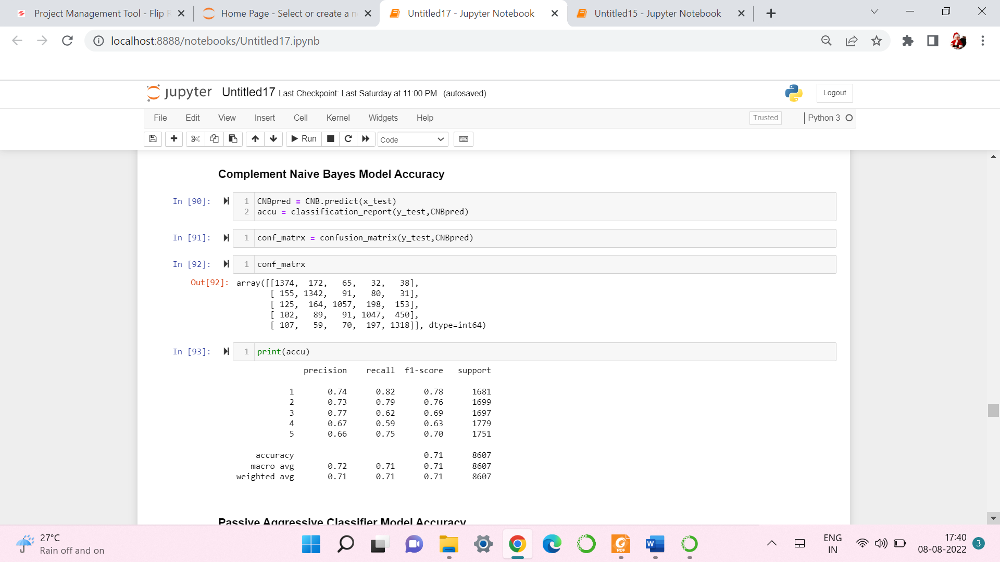 Project Management Tool - Flip R
Home Page - Select or create a n
Untitled17 - Jupyter Notebook
Untitled15 - Jupyter Notebook
localhost:8888/notebooks/Untitled17.ipynb
jupyter Untitled17 Last Checkpoint: Last Saturday at 11:00 PM (autosaved)
Logout
File Edit View Insert Cell Kernel Widgets Help
Trusted
Python 3
Run
Code
Complement Naive Bayes Model Accuracy
In [90]:
1 CNBpred = CNB.predict(x_test)
2 accu = classification_report(y_test,CNBpred)
In [91]:
1 conf_matrx = confusion_matrix(y_test,CNBpred)
In [92]:
1 conf_matrx
Out[92]: array([[1374, 172, 65, 32, 38],
[ 155, 1342, 91, 80, 31],
[ 125, 164, 1057, 198, 153],
[ 102, 89, 91, 1047, 450],
[ 107, 59, 70, 197, 1318]], dtype=int64)
In [93]:
1 print(accu)
precision recall f1-score support
1 0.74 0.82 0.78 1681
2 0.73 0.79 0.76 1699
3 0.77 0.62 0.69 1697
4 0.67 0.59 0.63 1779
5 0.66 0.75 0.70 1751
accuracy 0.71 8607
macro avg 0.72 0.71 0.71 8607
weighted avg 0.71 0.71 0.71 8607
Passive Aggressive Classifier Model Accuracy
27°C
Rain off and on
PDF
W
ENG
IN
17:40
08-08-2022
3